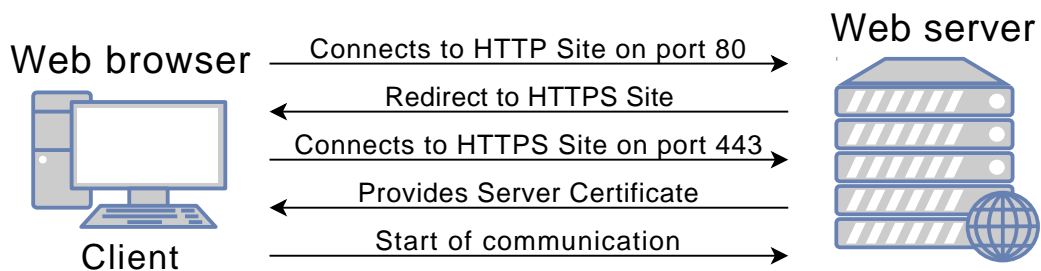 Web browser
Client
Connects to HTTP Site on port 80
Redirect to HTTPS Site
Connects to HTTPS Site on port 443
Provides Server Certificate
Start of communication
Web server